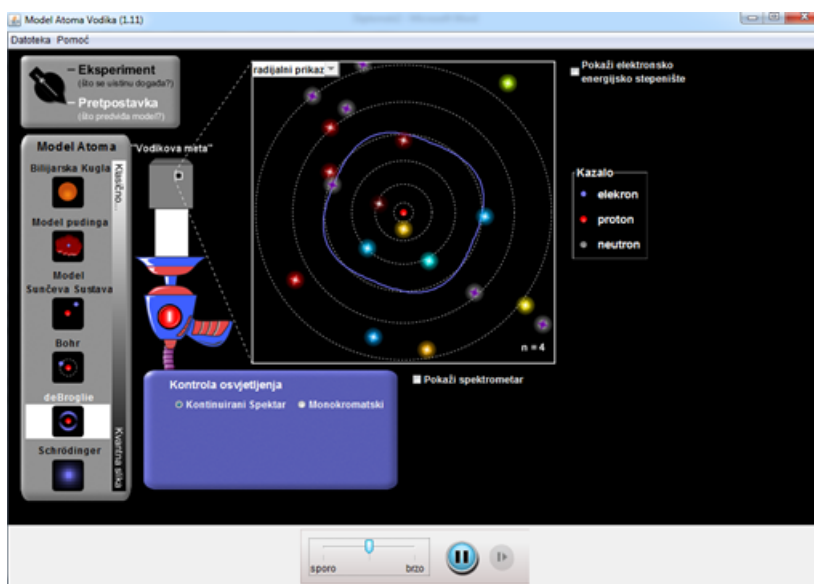 Model Atoma Vodika (1.11)
Datoteka Pomoć
Eksperiment
(što se uistinu događa?)
Pretpostavka
(što predviđa model?)
radijalni prikaz
Pokaži elektronsko
energijsko stepenište
Model Atoma
"Vodikova meta"
Bilijarska Kugla
Klasično...
Model pudinga
Model
Sunčeva Sustava
Bohr
deBroglie
Schrödinger
Kvantna slika
Kazalo
elekron
proton
neutron
n = 4
Kontrola osvjetljenja
Kontinuirani Spektar
Monokromatski
Pokaži spektrometar
sporo
brzo